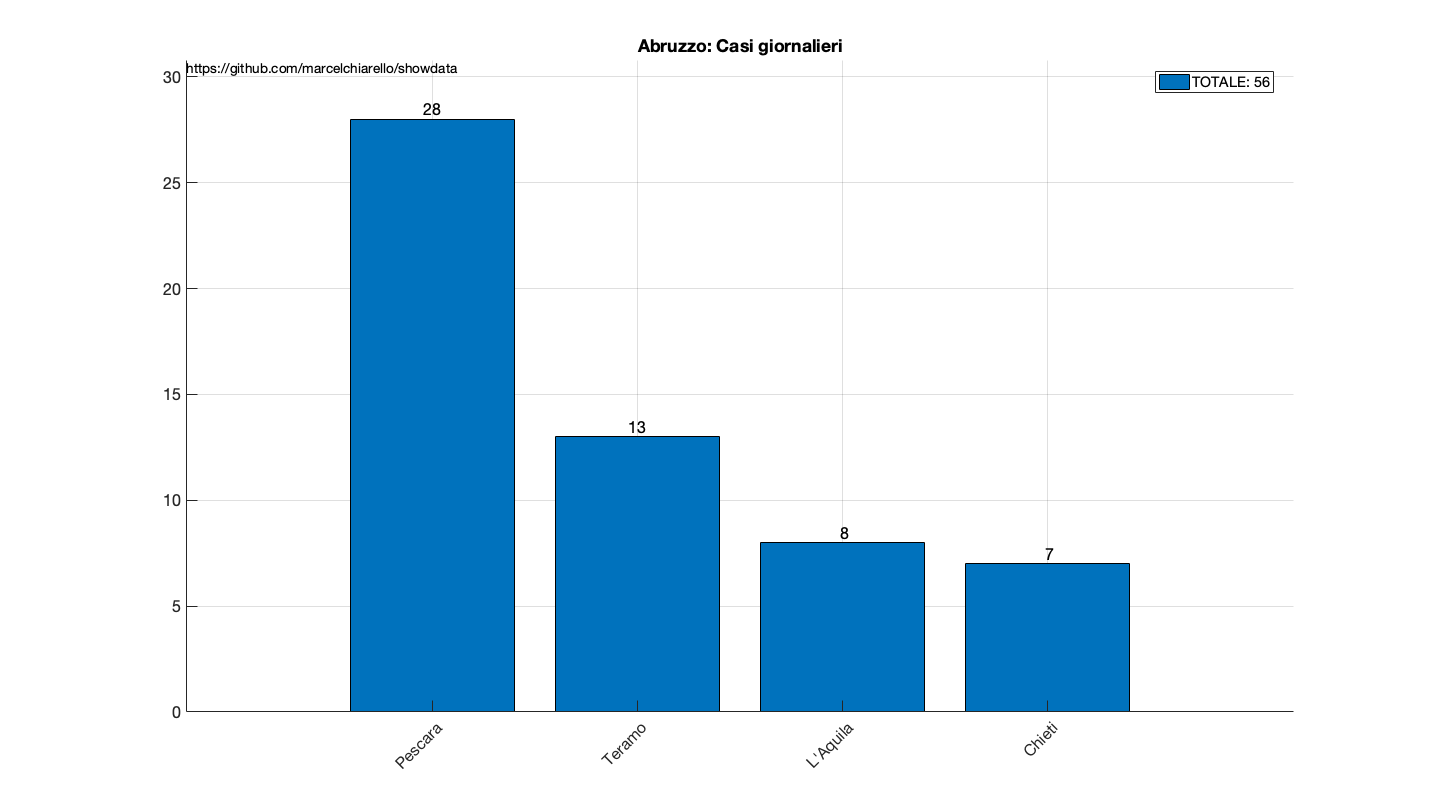 Abruzzo: Casi giornalieri
https://github.com/marcelchiarello/showdata
TOTALE: 56
30
25
20
15
10
5
0
28
13
8
7
Pescara
Teramo
L'Aquila
Chieti